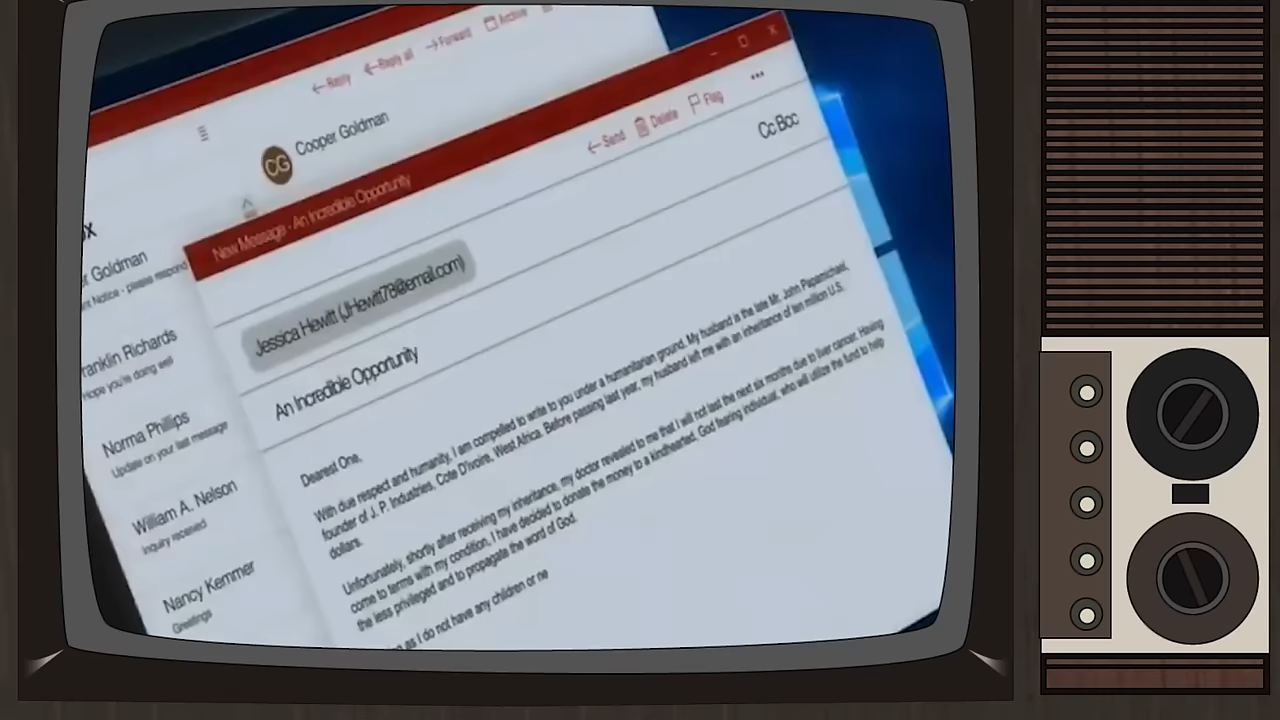 Reply
Reply all
Forward
Archive
CG
Cooper Goldman
New Message - An Incredible Opportunity
Send
Delete
Flag
Cc Bcc
Jessica Hewitt (JHewitt78@email.com)
An Incredible Opportunity
Goldman
Notice - please respond
Hope you're doing well
Norma Phillips
Update on your last message
William A. Nelson
Inquiry received
Nancy Kemmer
Greetings
Dearest One,
With due respect and humanity, I am compelled to write to you under a humanitarian ground. My husband is the late Mr. John Papamichael,
founder of J. P. Industries, Cote D'Ivoire, West Africa. Before passing last year, my husband left me with an inheritance of ten million U.S.
dollars.
Unfortunately, shortly after receiving my inheritance, my doctor revealed to me that I will not last the next six months due to liver cancer. Having
come to terms with my condition, I have decided to donate the money to a kindhearted, God fearing individual, who will utilize the fund to help
the less privileged and to propagate the word of God.
as I do not have any children or ne